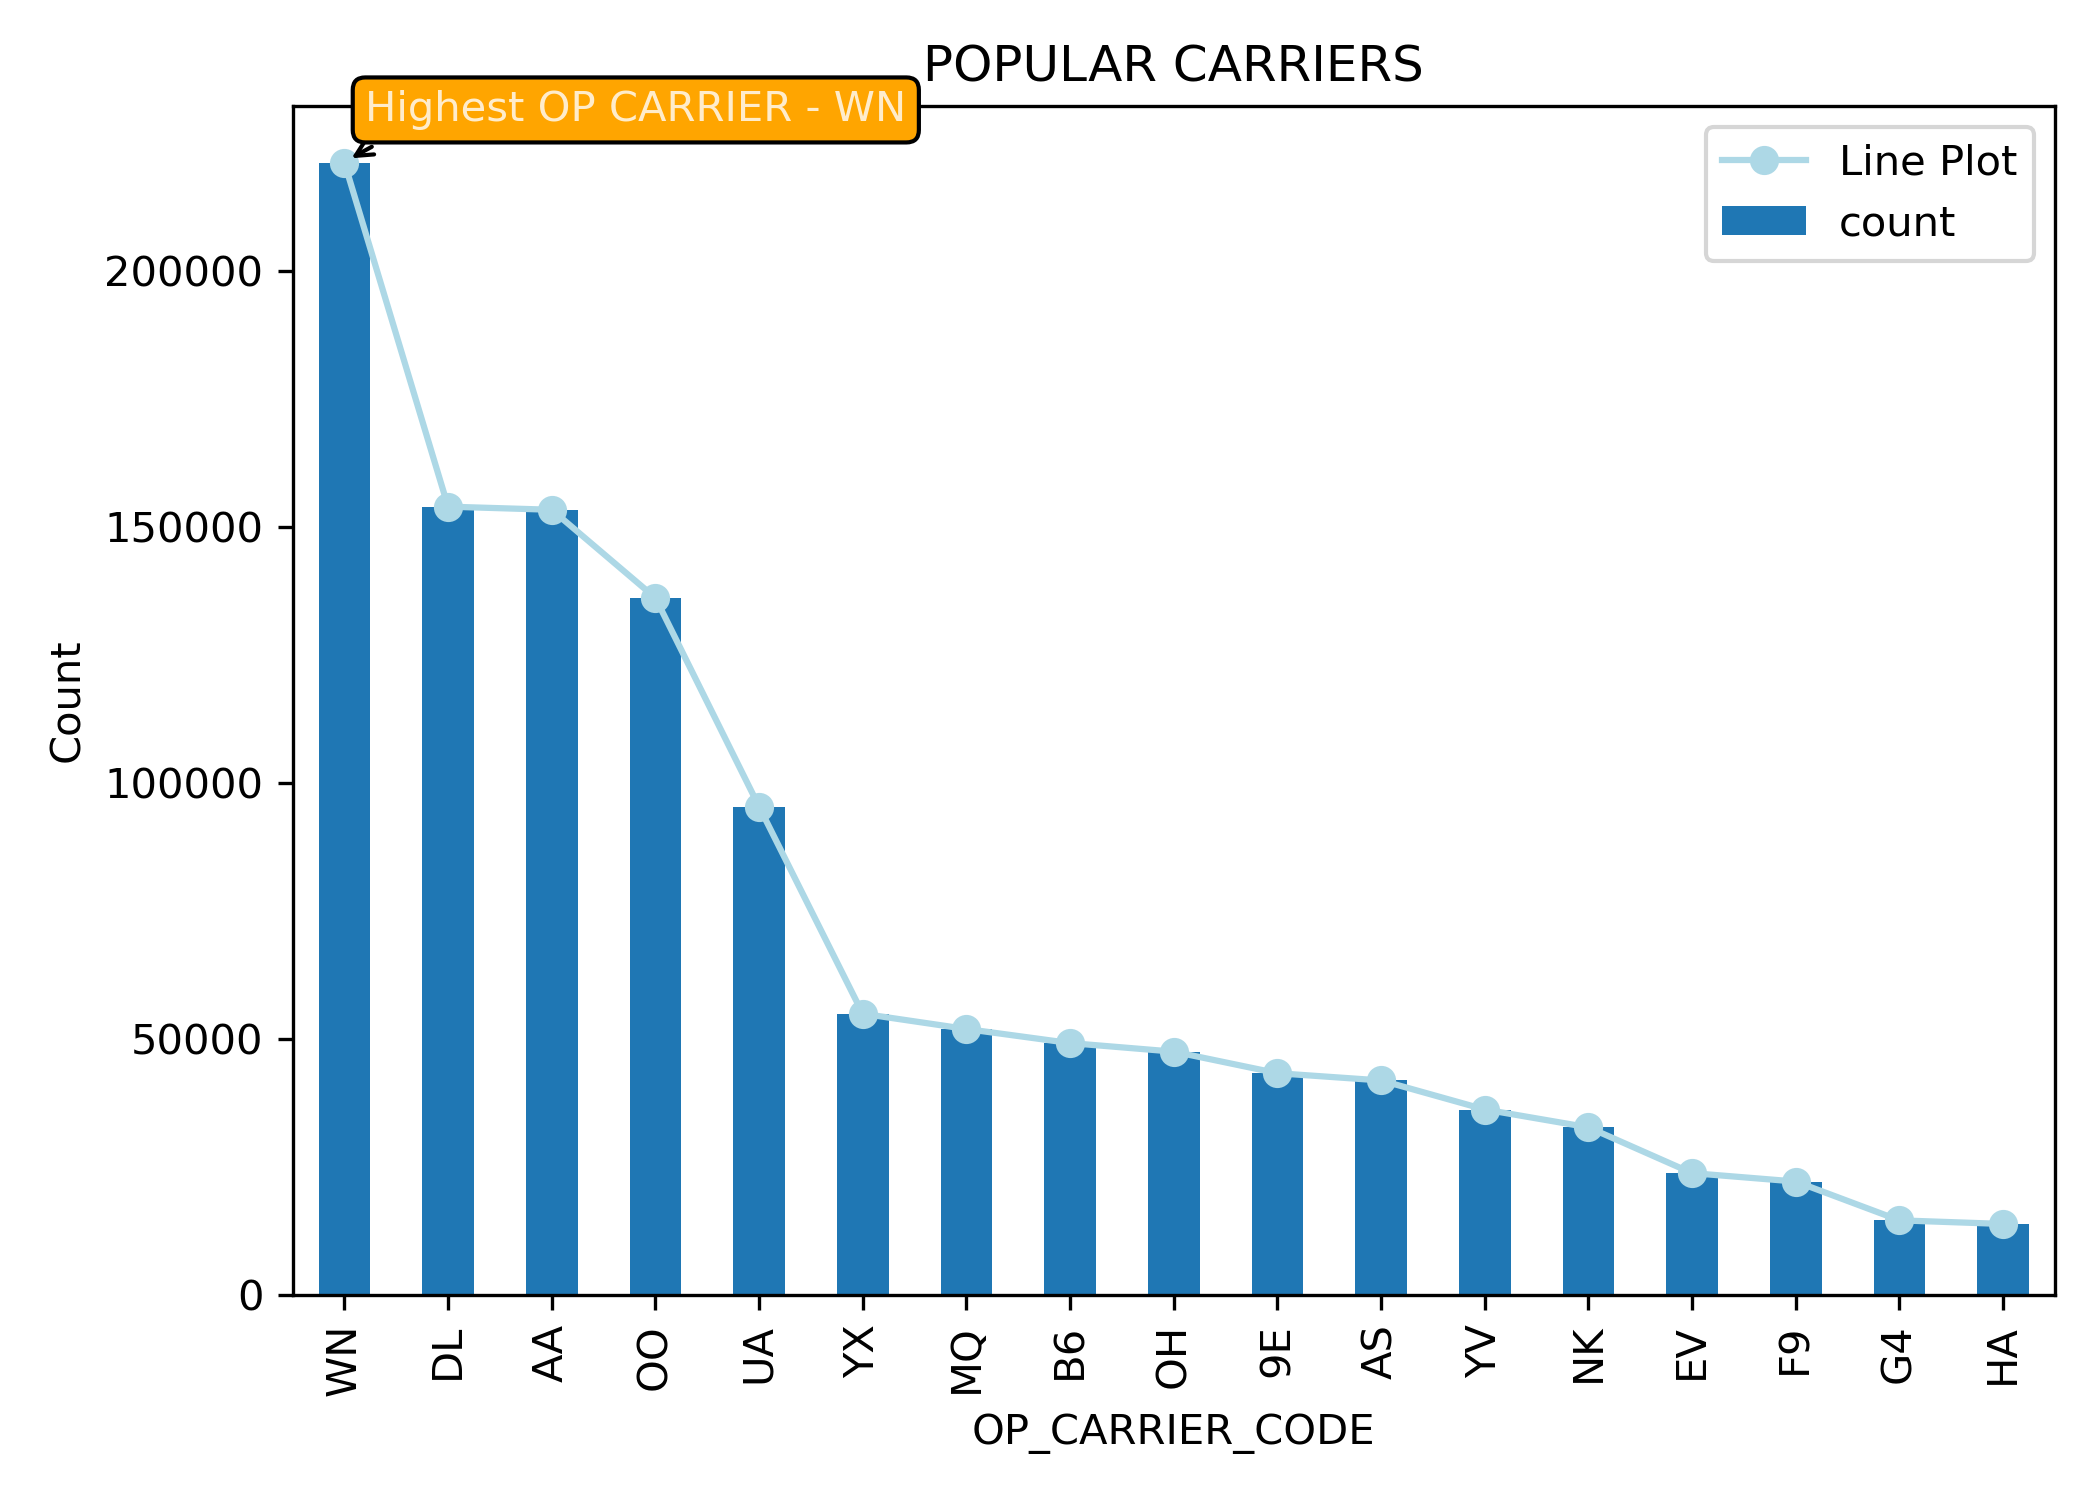 POPULAR CARRIERS
Highest OP CARRIER - WN
Line Plot
count
200000
150000
100000
50000
0
Count
WN
DL
AA
OO
UA
YX
MQ
B6
OH
9E
AS
YV
NK
EV
F9
G4
HA
OP_CARRIER_CODE